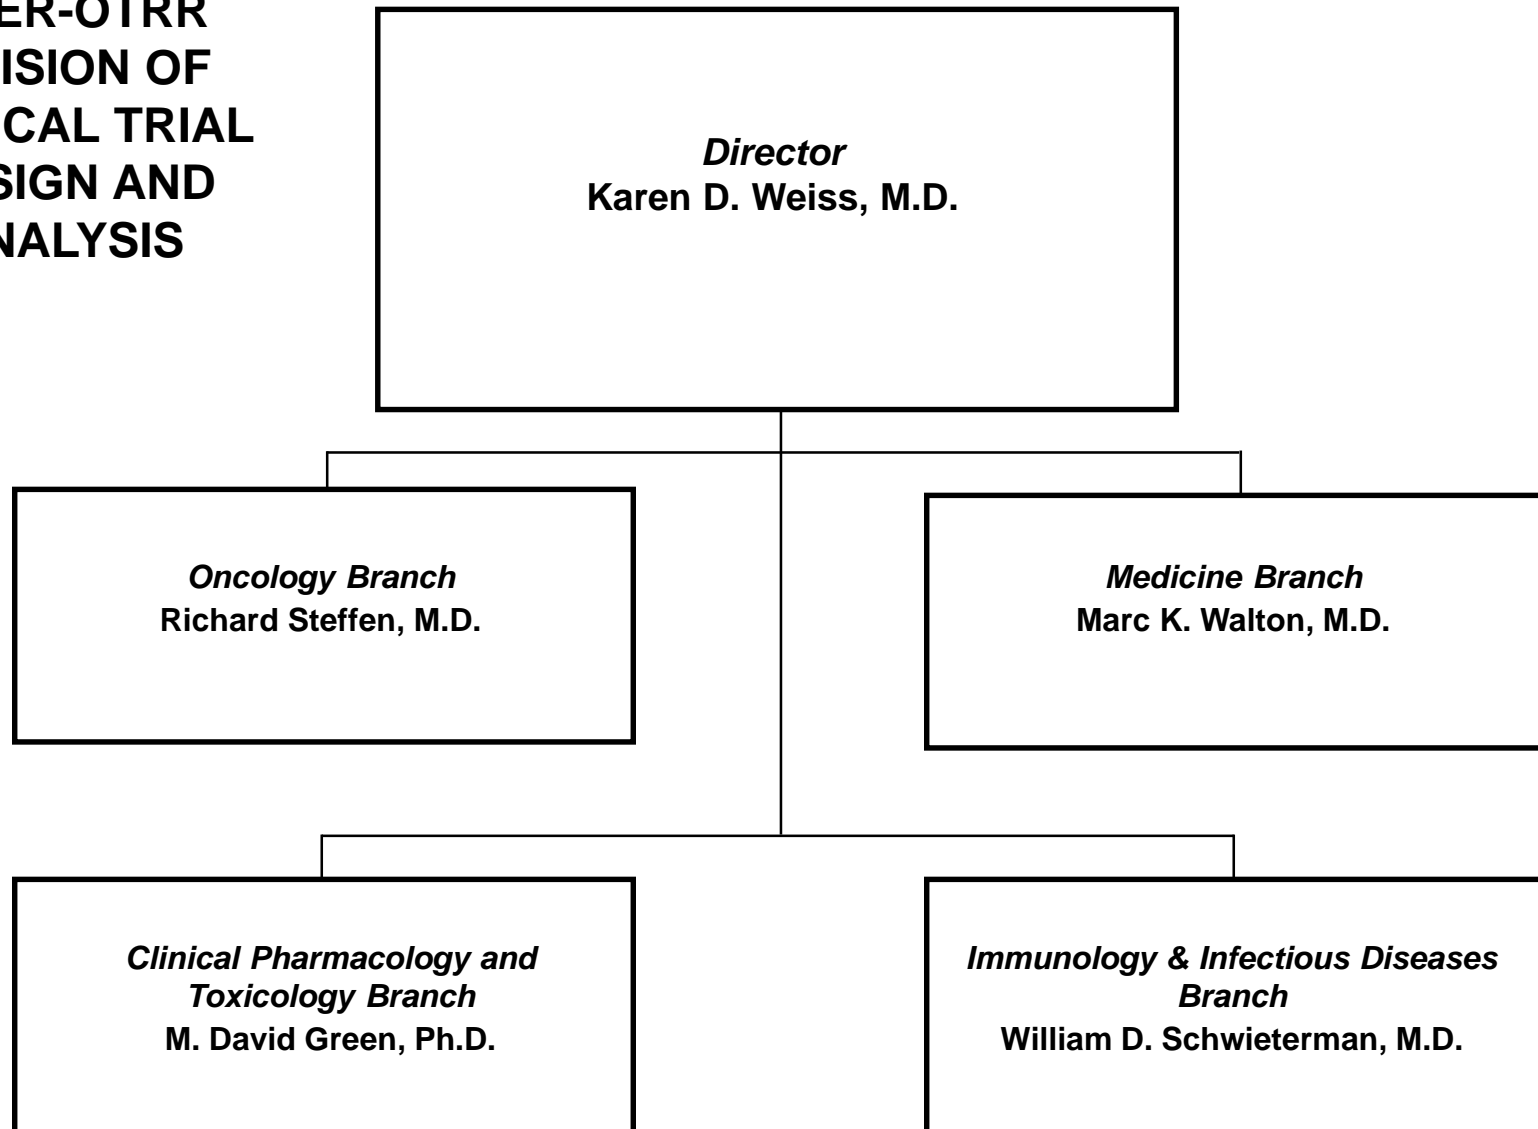 ER-OTRR
ISION OF
ICAL TRIAL
SIGN AND
NALYSIS
Director
Karen D. Weiss, M.D.
Oncology Branch
Richard Steffen, M.D.
Medicine Branch
Marc K. Walton, M.D.
Clinical Pharmacology and
Toxicology Branch
M. David Green, Ph.D.
Immunology & Infectious Diseases
Branch
William D. Schwieterman, M.D.